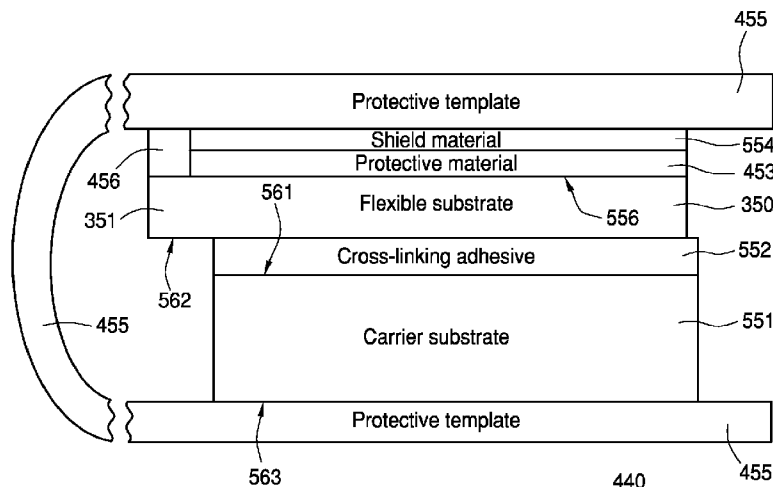 455
Protective template
Shield material
554
456
Protective material
453
561
351
Flexible substrate
556
350
Cross-linking adhesive
552
562
455
Carrier substrate
551
Protective template
563
440
455